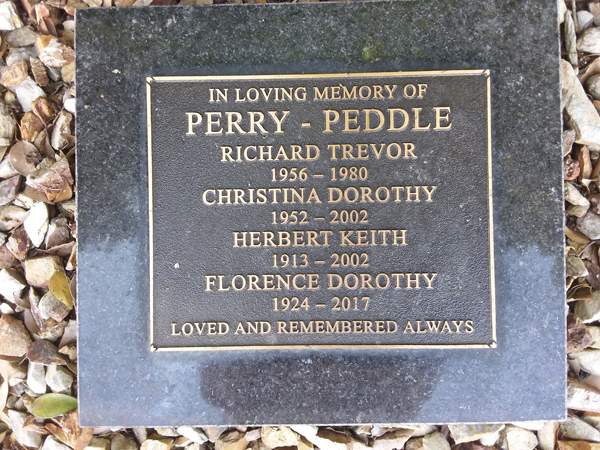 IN LOVING MEMORY OF
PERRY - PEDDLE
RICHARD TREVOR
1956 – 1980
CHRISTINA DOROTHY
1952 – 2002
HERBERT KEITH
1913 – 2002
FLORENCE DOROTHY
1924 – 2017
LOVED AND REMEMBERED ALWAYS